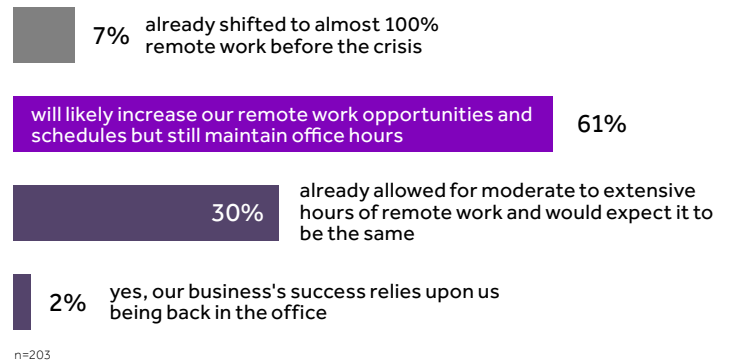 7%
already shifted to almost 100%
remote work before the crisis
will likely increase our remote work opportunities and
schedules but still maintain office hours
61%
30%
already allowed for moderate to extensive
hours of remote work and would expect it to
be the same
2%
yes, our business's success relies upon us
being back in the office
n=203